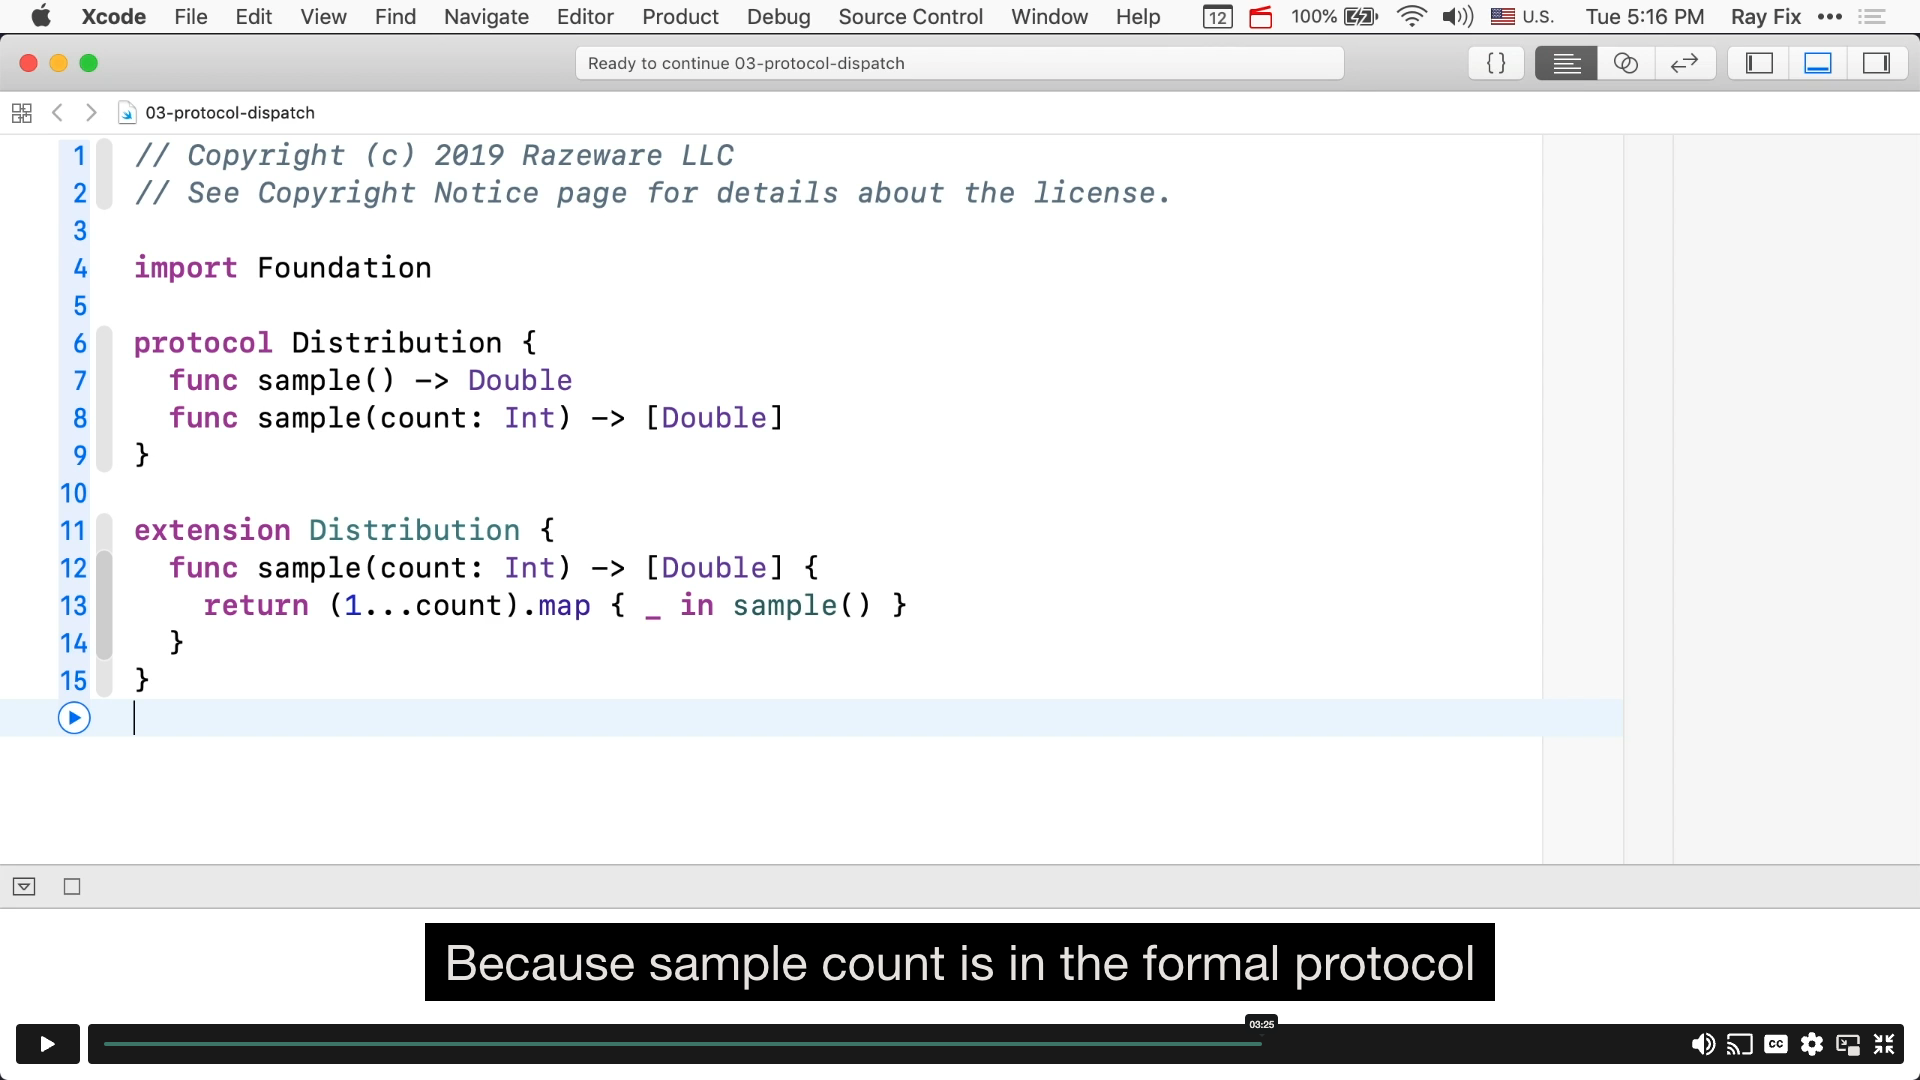 Xcode File Edit View Find Navigate Editor Product Debug Source Control Window Help 12 100% U.S. Tue 5:16 PM Ray Fix
Ready to continue 03-protocol-dispatch
{ }
03-protocol-dispatch
1 // Copyright (c) 2019 Razeware LLC
2 // See Copyright Notice page for details about the license.
3
4 import Foundation
5
6 protocol Distribution {
7 func sample() -> Double
8 func sample(count: Int) -> [Double]
9 }
10
11 extension Distribution {
12 func sample(count: Int) -> [Double] {
13 return (1...count).map { _ in sample() }
14 }
15 }
Because sample count is in the formal protocol
03:25
CC